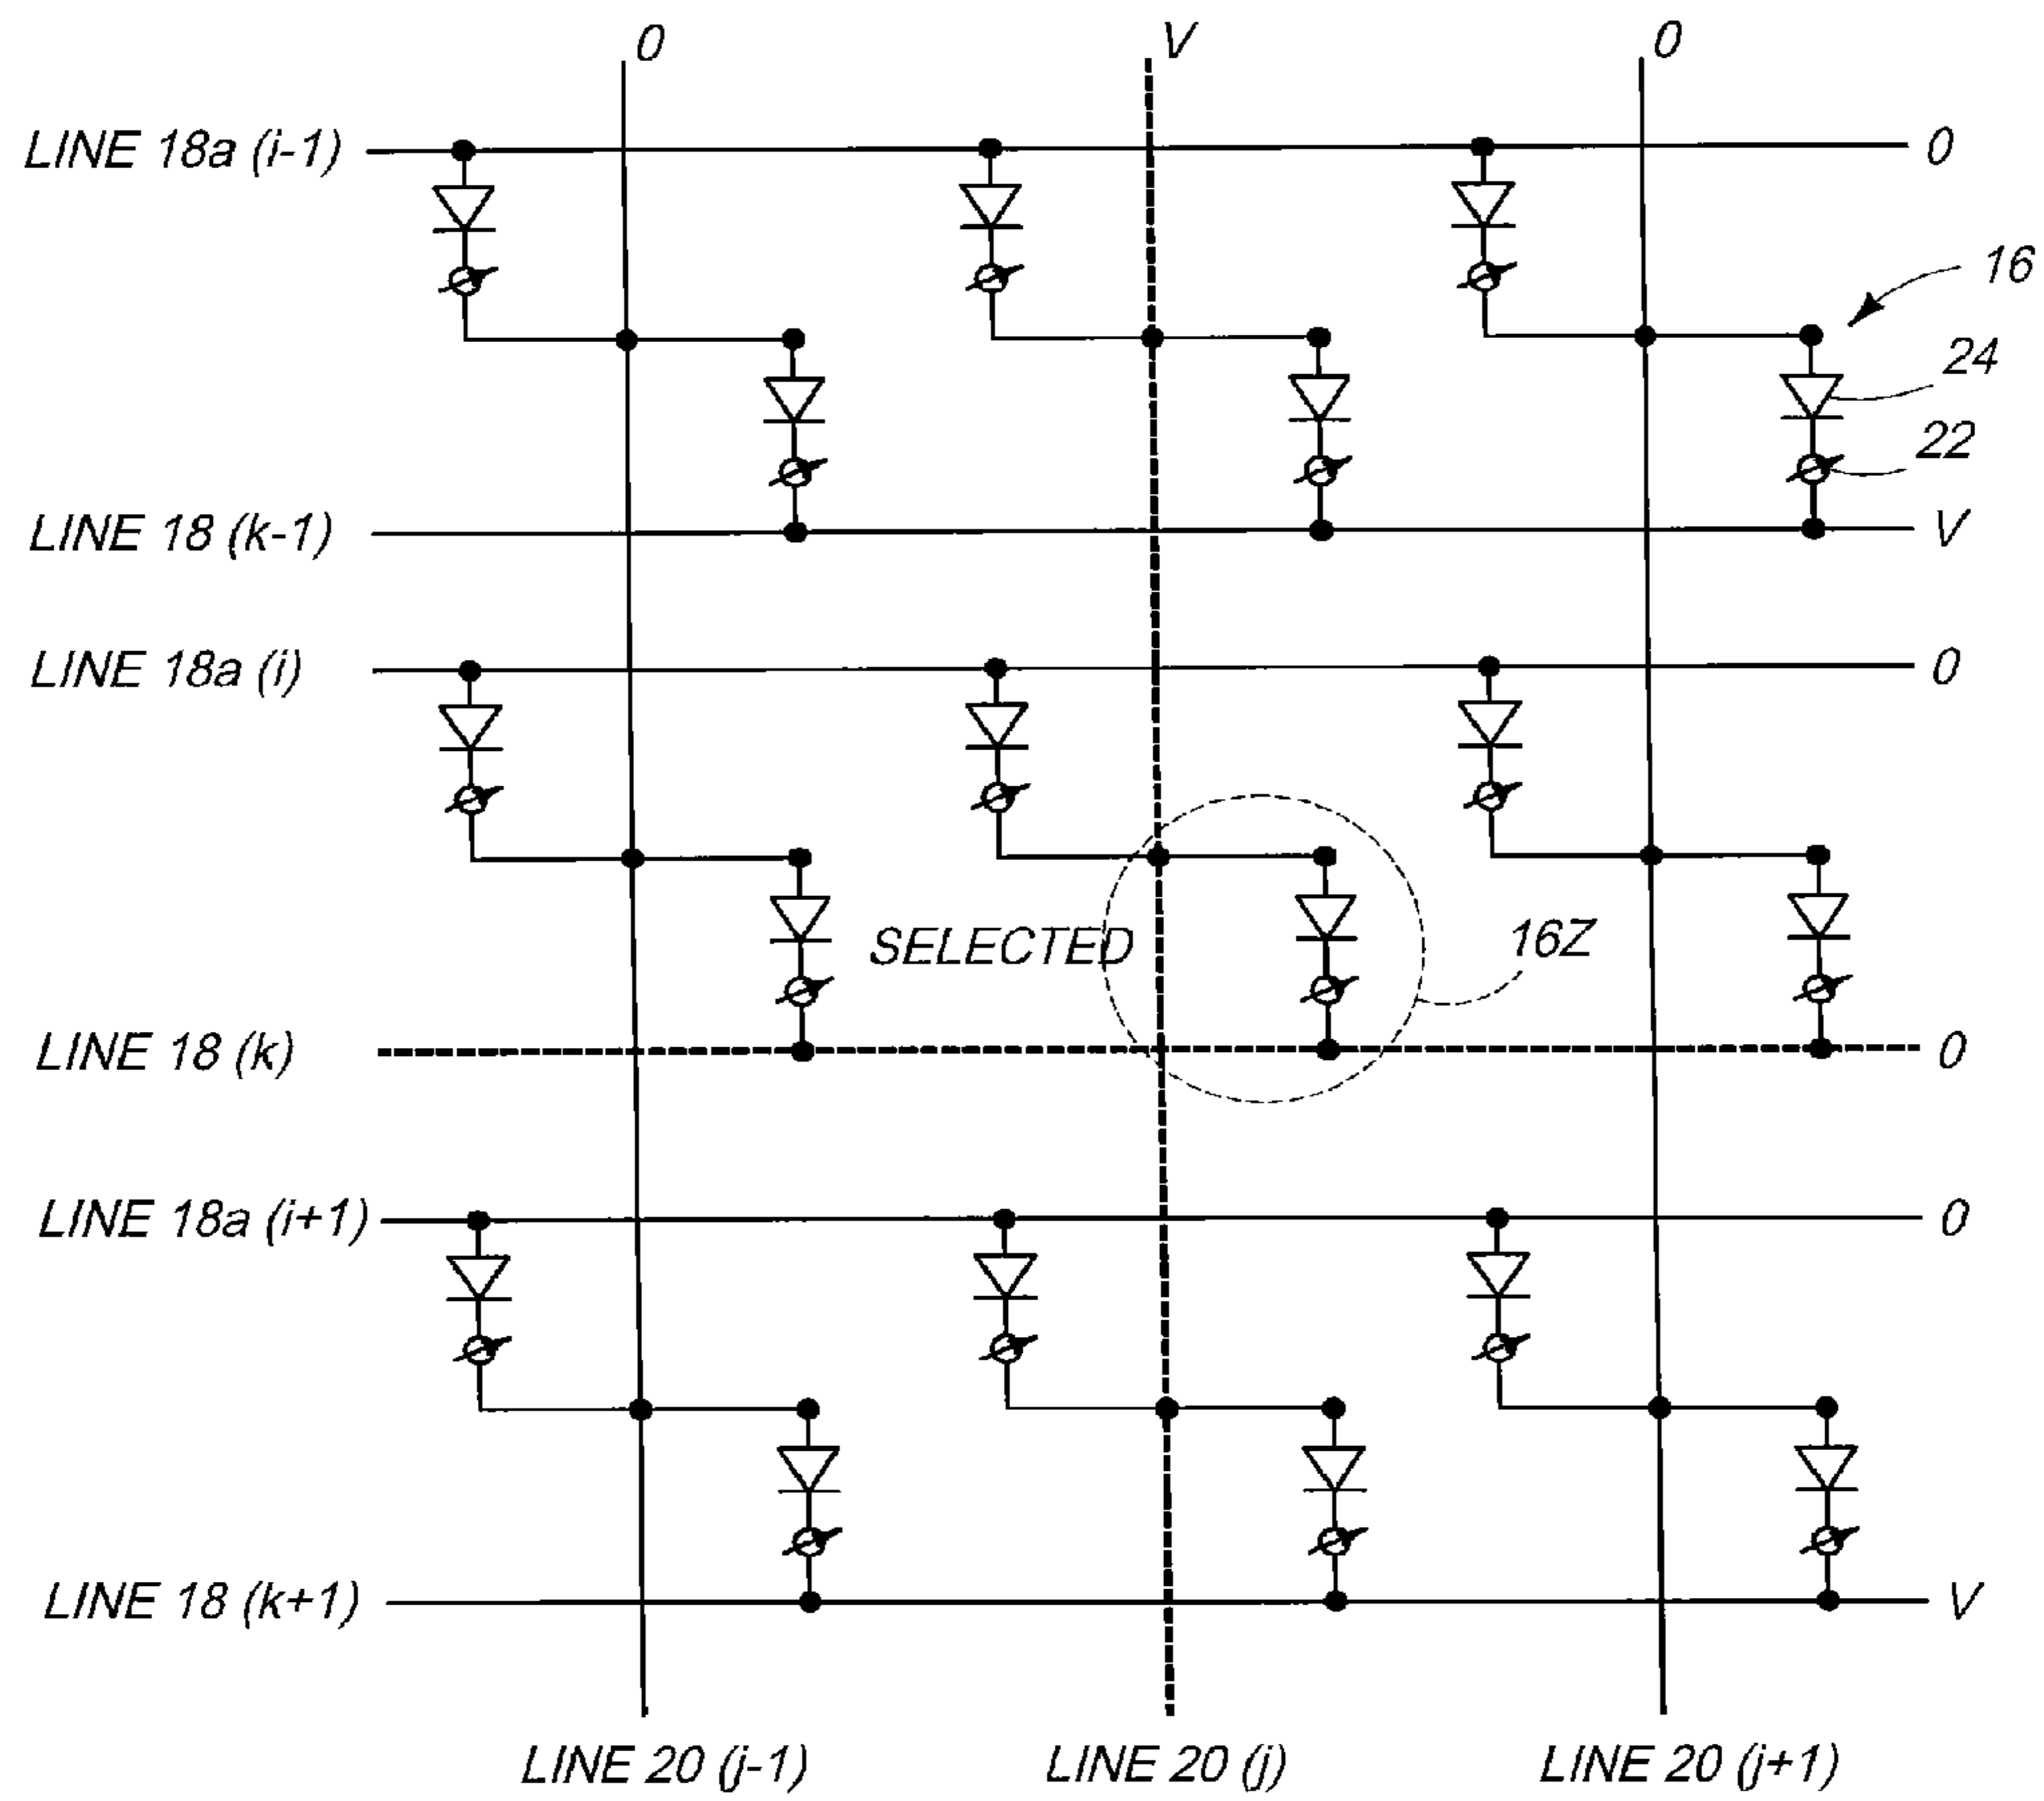 0 V 0
LINE 18a (i-1) 0
16
24
22
LINE 18 (k-1) V
LINE 18a (i) 0
SELECTED 16Z
LINE 18 (k) 0
LINE 18a (i+1) 0
LINE 18 (k+1) V
LINE 20 (j-1) LINE 20 (j) LINE 20 (j+1)